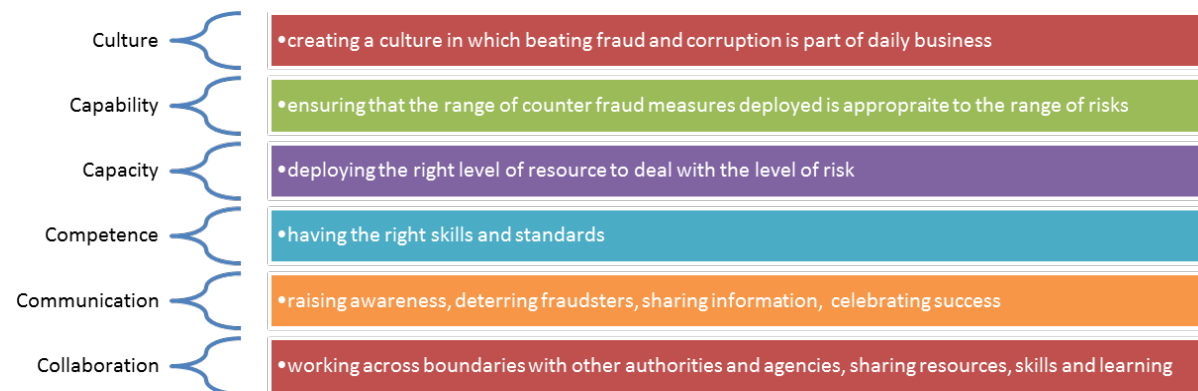 Culture
•creating a culture in which beating fraud and corruption is part of daily business
Capability
•ensuring that the range of counter fraud measures deployed is appropraite to the range of risks
Capacity
•deploying the right level of resource to deal with the level of risk
Competence
•having the right skills and standards
Communication
•raising awareness, deterring fraudsters, sharing information, celebrating success
Collaboration
•working across boundaries with other authorities and agencies, sharing resources, skills and learning